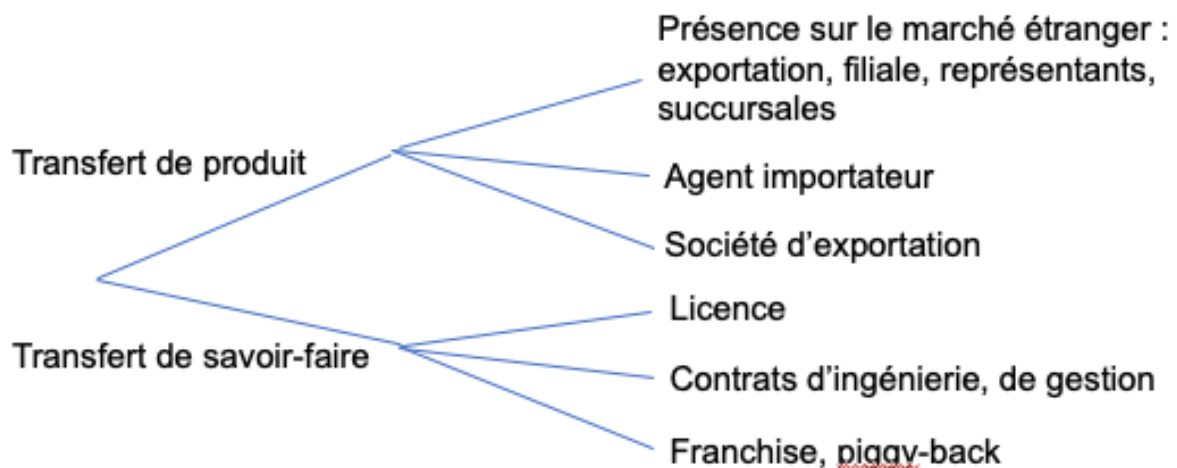 Présence sur le marché étranger :
exportation, filiale, représentants,
succursales
Transfert de produit
Agent importateur
Société d’exportation
Licence
Transfert de savoir-faire
Contrats d’ingénierie, de gestion
Franchise, piggy-back